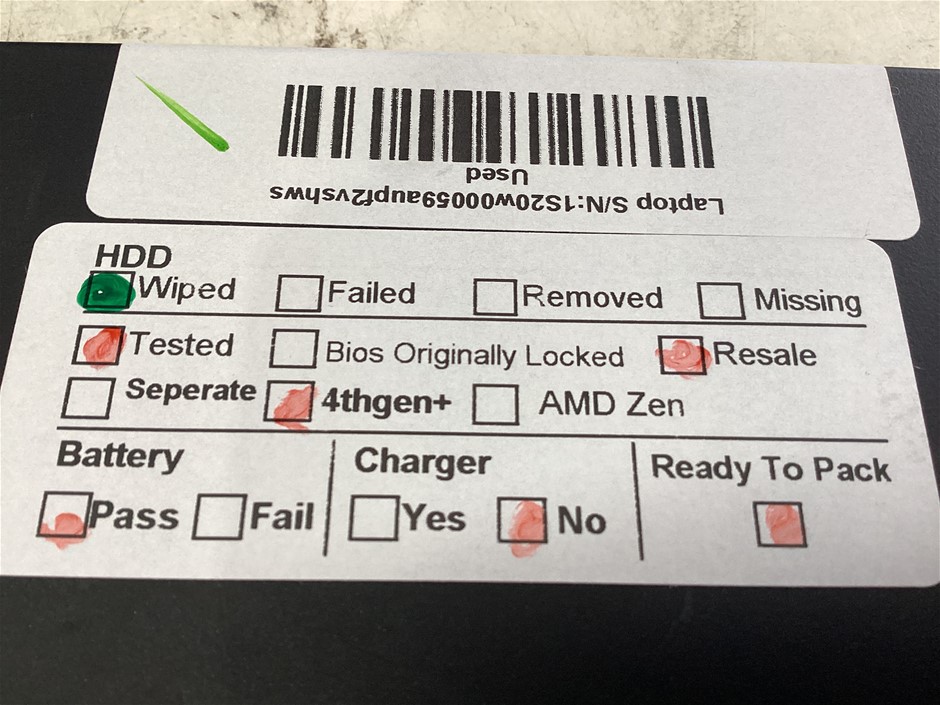 Used
Laptop S/N:1S20w00059aupf2vshws
HDD
Wiped Failed Removed Missing
Tested Bios Originally Locked Resale
Seperate 4thgen+ AMD Zen
Battery Charger Ready To Pack
Pass Fail Yes No